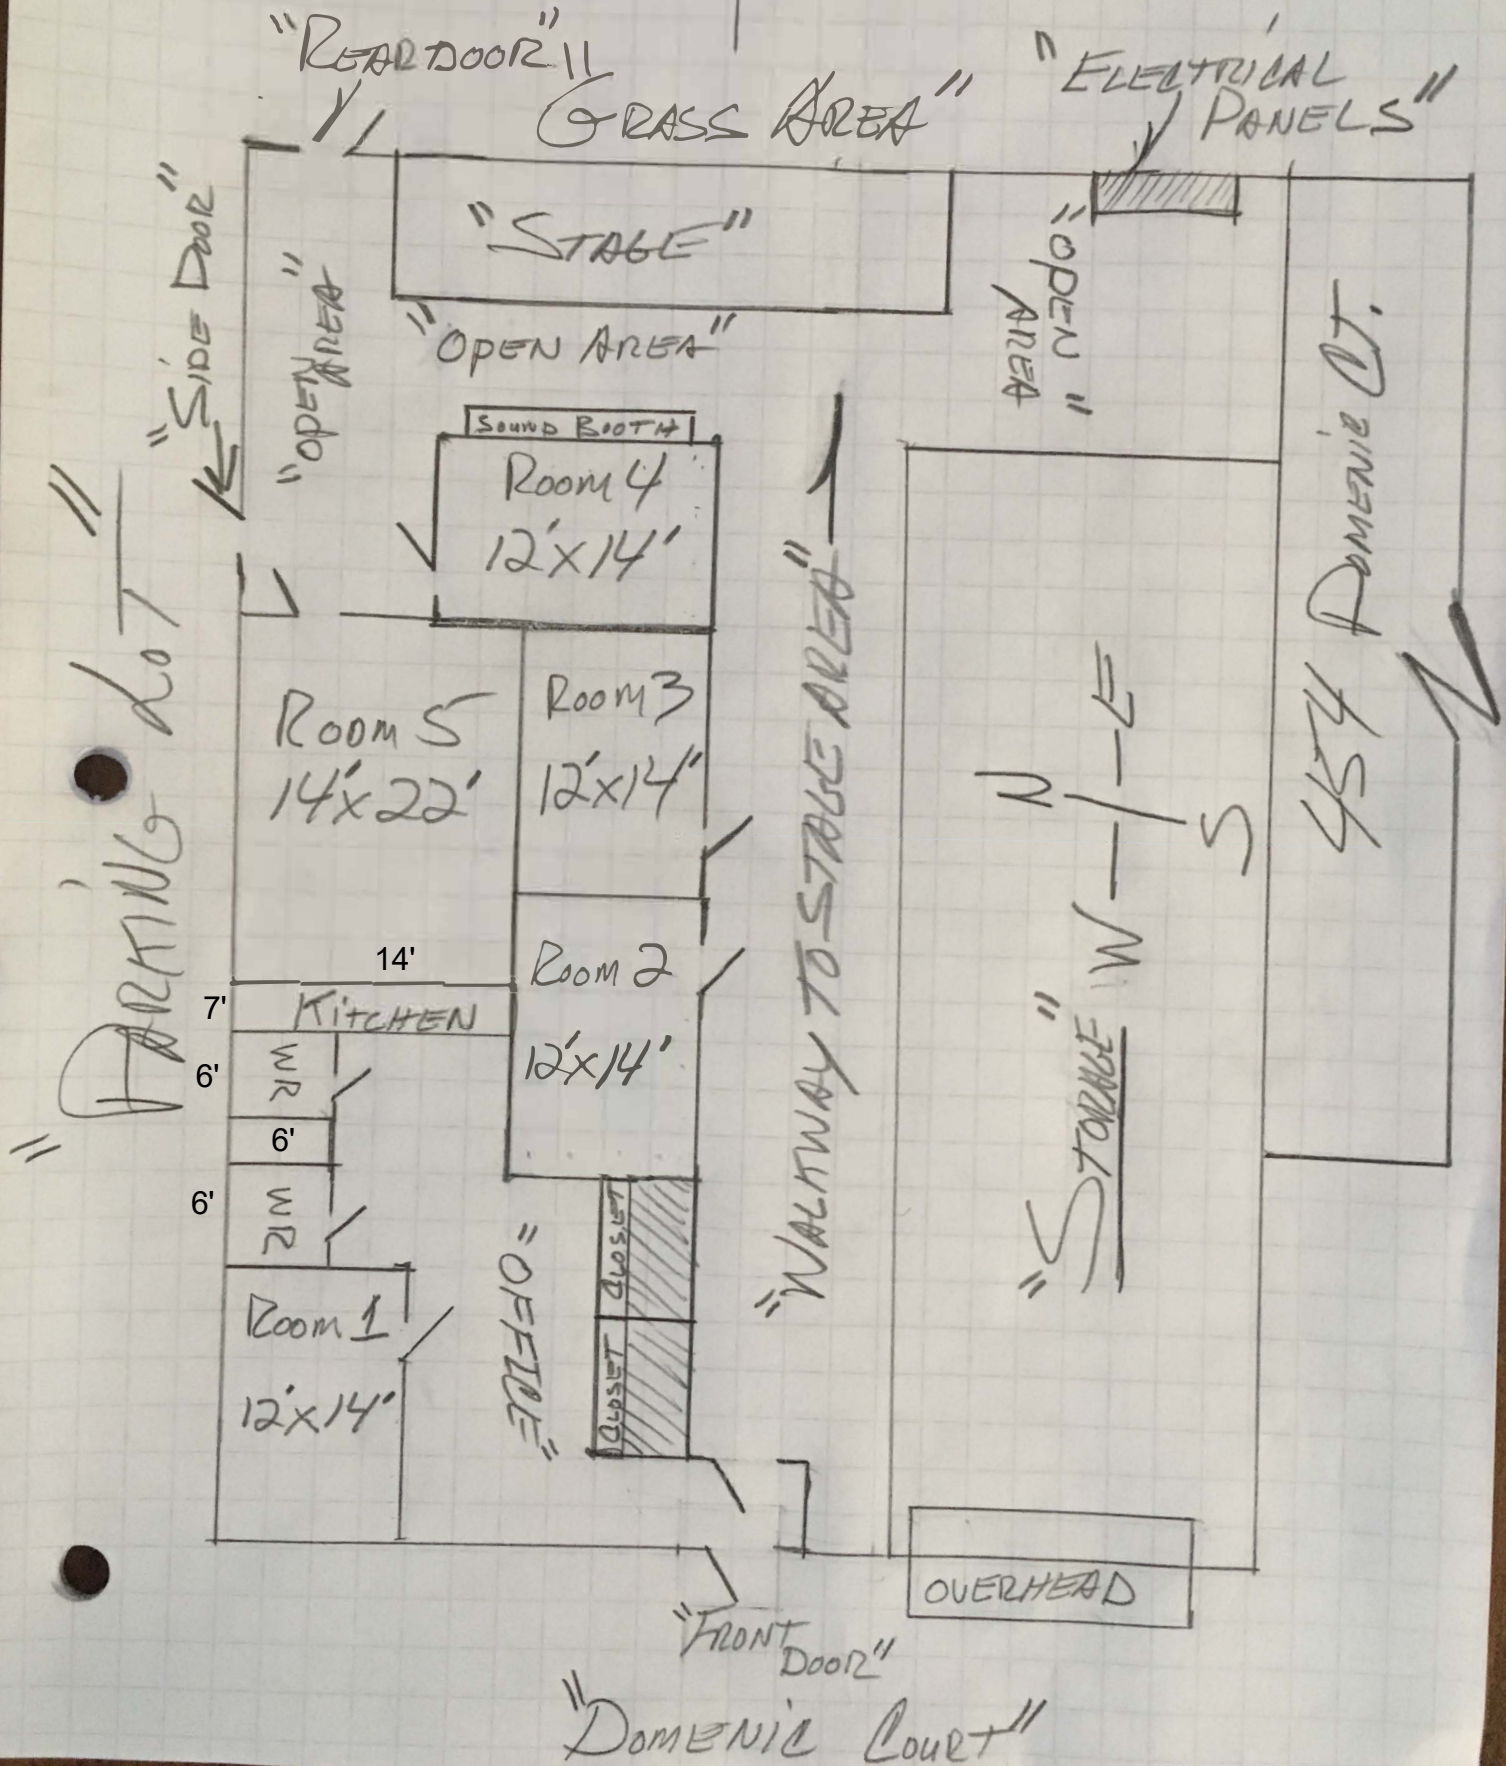 "REAR DOOR"
"GRASS AREA"
"ELECTRICAL
PANELS"
"SIDE DOOR"
"OPEN
AREA"
"STAGE"
"OPEN AREA"
"OPEN
AREA"
SOUND BOOTH
ROOM 4
12'x14'
454 DOMENIC CT.
"PARKING LOT"
ROOM 5
14'x22'
ROOM 3
12'x14'
"WALKWAY TO STAGE AREA"
N
W E
S
14'
ROOM 2
12'x14'
7'
KITCHEN
6'
WR
6'
6'
WR
"STORAGE"
"OFFICE"
CLOSET
CLOSET
ROOM 1
12'x14'
OVERHEAD
"FRONT
DOOR"
"DOMENIC COURT"